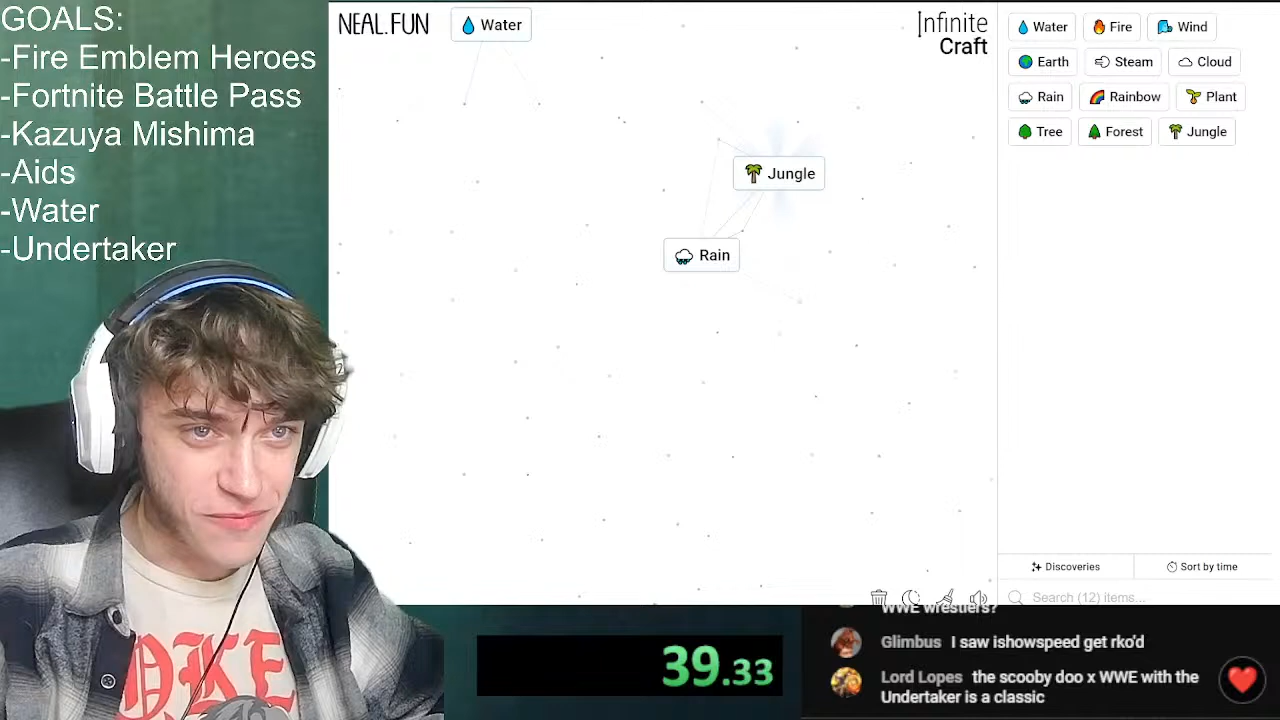 GOALS:
-Fire Emblem Heroes
-Fortnite Battle Pass
-Kazuya Mishima
-Aids
-Water
-Undertaker
NEAL.FUN
Water
Infinite
Craft
Jungle
Rain
Water
Fire
Wind
Earth
Steam
Cloud
Rain
Rainbow
Plant
Tree
Forest
Jungle
Discoveries
Sort by time
Search (12) items...
39.33
WWE wrestlers?
Glimbus I saw ishowspeed get rko'd
Lord Lopes the scooby doo x WWE with the
Undertaker is a classic